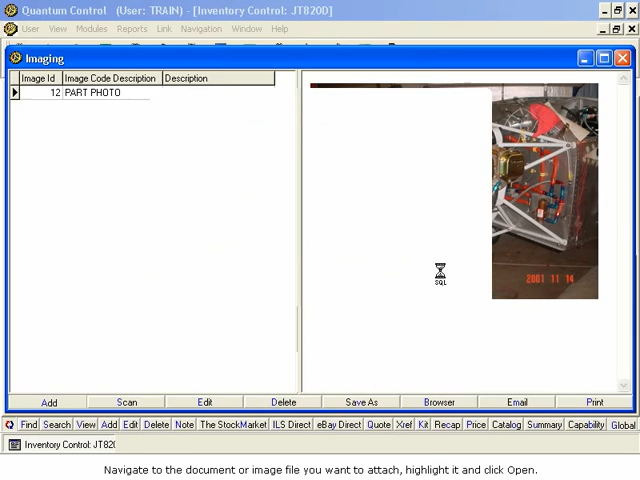 Quantum Control (User: TRAIN) - [Inventory Control: JT820D]
User View Modules Reports Link Navigation Window Help
Imaging
Image Id Image Code Description Description
12 PART PHOTO
2001 11 14
SQL
Add Scan Edit Delete Save As Browser Email Print
Find Search View Add Edit Delete Note The StockMarket ILS Direct eBay Direct Quote Xref Kit Recap Price Catalog Summary Capability Global
Inventory Control: JT820
Navigate to the document or image file you want to attach, highlight it and click Open.